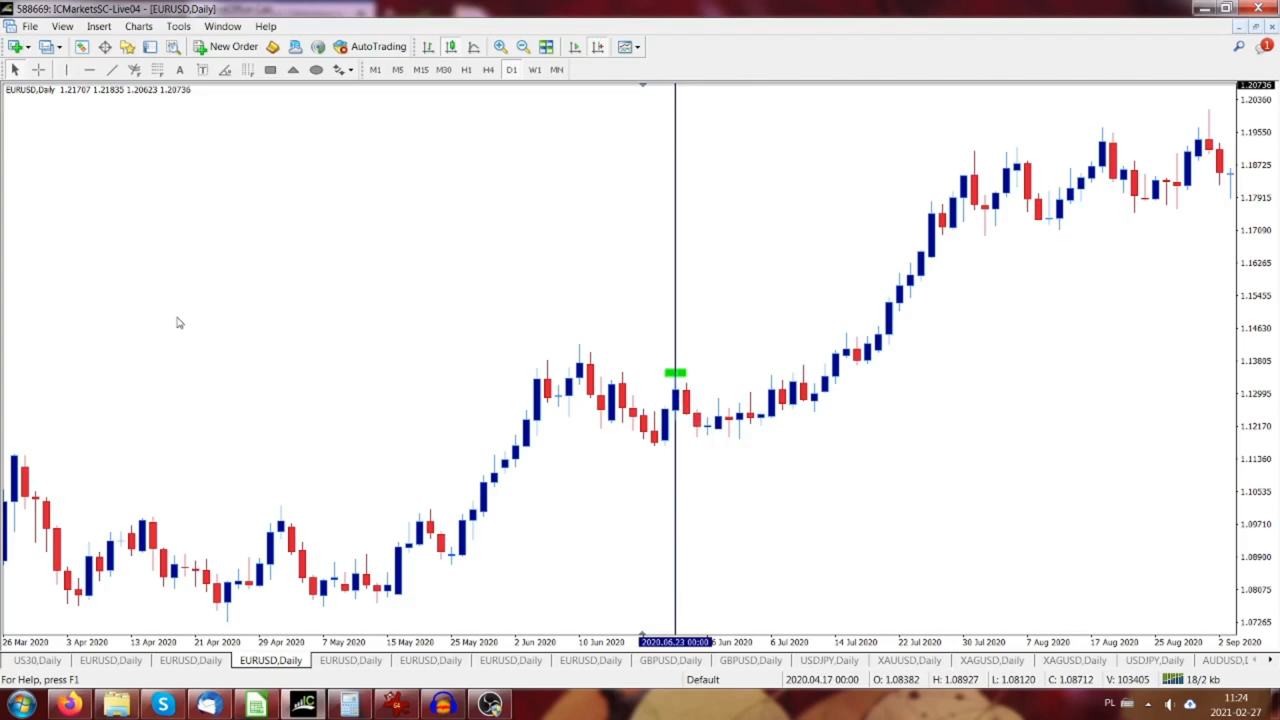 588669: ICMarketsSC-Live04 - [EURUSD,Daily]
File View Insert Charts Tools Window Help
New Order AutoTrading
1
M1 M5 M15 M30 H1 H4 D1 W1 MN
EURUSD,Daily 1.21707 1.21835 1.20623 1.20736
1.20736
1.20360
1.19550
1.18725
1.17915
1.17090
1.16265
1.15455
1.14630
1.13805
1.12995
1.12170
1.11360
1.10535
1.09710
1.08900
1.08075
1.07265
26 Mar 2020 3 Apr 2020 13 Apr 2020 21 Apr 2020 29 Apr 2020 7 May 2020 15 May 2020 25 May 2020 2 Jun 2020 10 Jun 2020 2020.06.23 00:00 6 Jun 2020 6 Jul 2020 14 Jul 2020 22 Jul 2020 30 Jul 2020 7 Aug 2020 17 Aug 2020 25 Aug 2020 2 Sep 2020
US30,Daily EURUSD,Daily EURUSD,Daily EURUSD,Daily EURUSD,Daily EURUSD,Daily EURUSD,Daily EURUSD,Daily GBPUSD,Daily GBPUSD,Daily USDJPY,Daily XAUUSD,Daily XAGUSD,Daily XAGUSD,Daily USDJPY,Daily AUDUSD,
For Help, press F1 Default 2020.04.17 00:00 O: 1.08382 H: 1.08927 L: 1.08120 C: 1.08712 V: 103405 18/2 kb
PL 11:24
2021-02-27